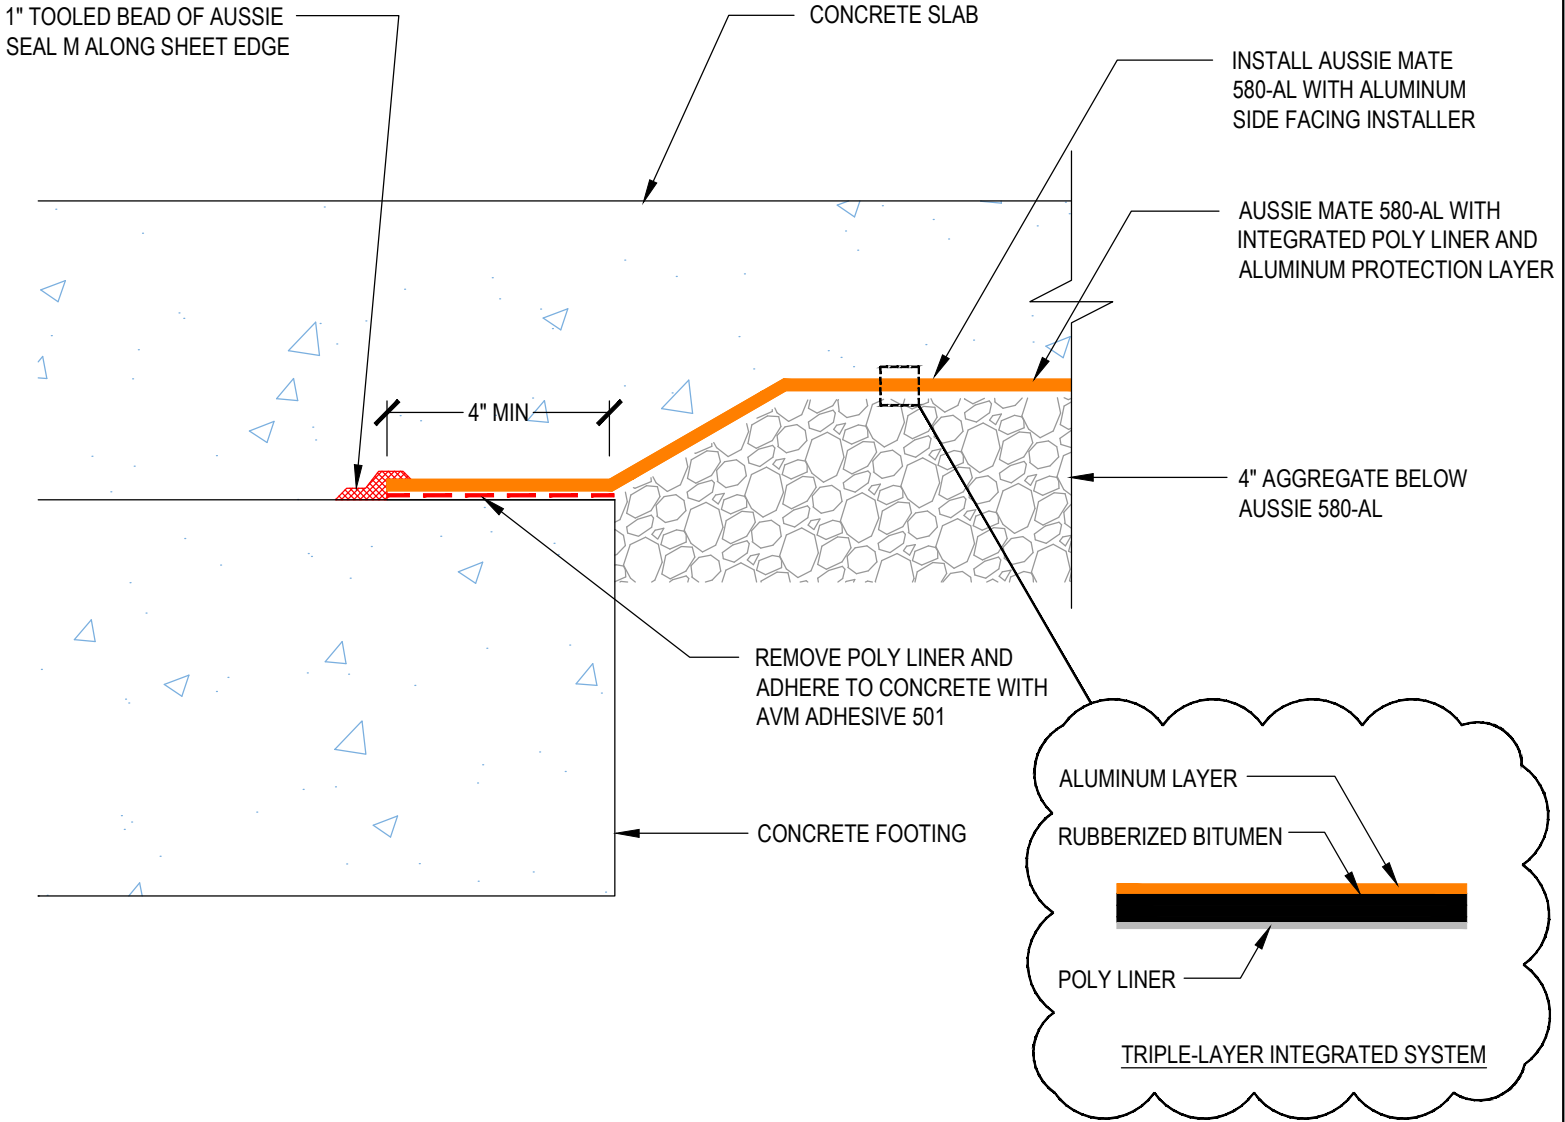 1" TOOLED BEAD OF AUSSIE
SEAL M ALONG SHEET EDGE
CONCRETE SLAB
INSTALL AUSSIE MATE
580-AL WITH ALUMINUM
SIDE FACING INSTALLER
AUSSIE MATE 580-AL WITH
INTEGRATED POLY LINER AND
ALUMINUM PROTECTION LAYER
4" MIN
4" AGGREGATE BELOW
AUSSIE 580-AL
REMOVE POLY LINER AND
ADHERE TO CONCRETE WITH
AVM ADHESIVE 501
CONCRETE FOOTING
ALUMINUM LAYER
RUBBERIZED BITUMEN
POLY LINER
TRIPLE-LAYER INTEGRATED SYSTEM